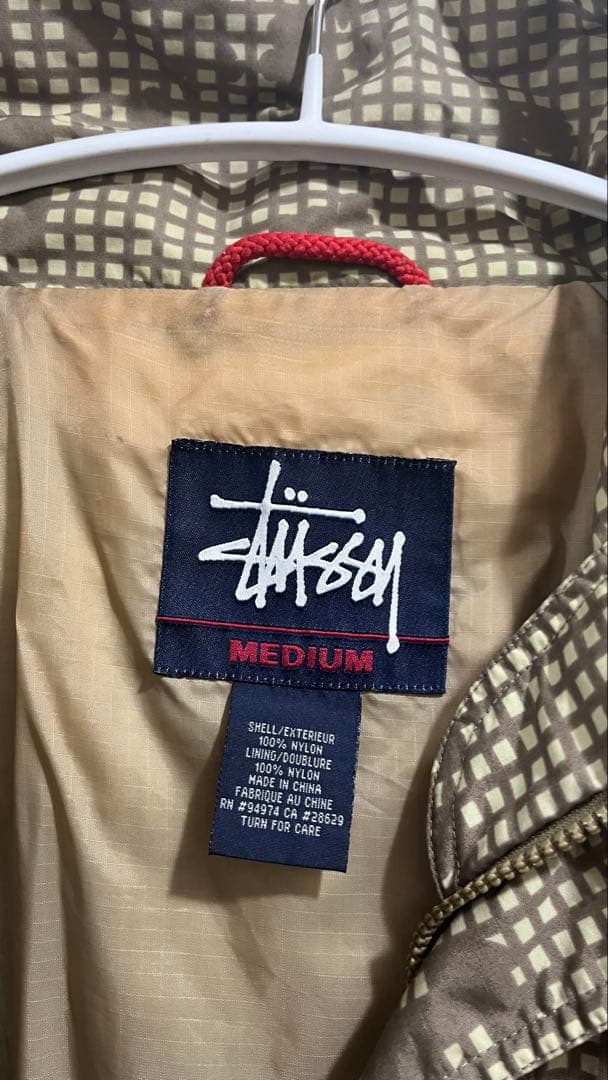 Stüssy
MEDIUM
SHELL/EXTERIEUR
100% NYLON
LINING/DOUBLURE
100% NYLON
MADE IN CHINA
FABRIQUE AU CHINE
RN #94974 CA #28629
TURN FOR CARE